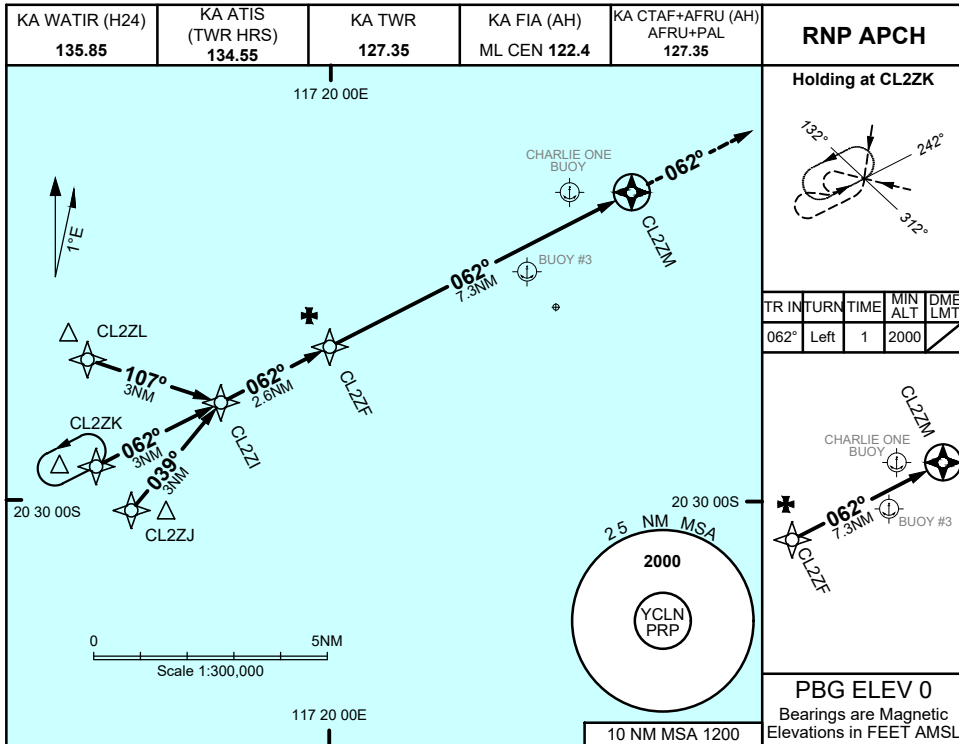 KA WATIR (H24)
135.85
KA ATIS
(TWR HRS)
134.55
KA TWR
127.35
KA FIA (AH)
ML CEN 122.4
KA CTAF+AFRU (AH)
AFRU+PAL
127.35
RNP APCH
117 20 00E
1°E
CHARLIE ONE
BUOY
062°
CL2ZM
BUOY #3
062°
7.3NM
CL2ZL
107°
3NM
062°
2.6NM
CL2ZF
CL2ZK
062°
3NM
CL2ZI
039°
3NM
CL2ZJ
20 30 00S
20 30 00S
25 NM MSA
2000
YCLN
PRP
0 5NM
Scale 1:300,000
117 20 00E
10 NM MSA 1200
Holding at CL2ZK
132°
242°
312°
TR IN TURN TIME MIN ALT DME LMT
062° Left 1 2000
CL2ZM
CHARLIE ONE
BUOY
062°
7.3NM
BUOY #3
CL2ZF
PBG ELEV 0
Bearings are Magnetic
Elevations in FEET AMSL